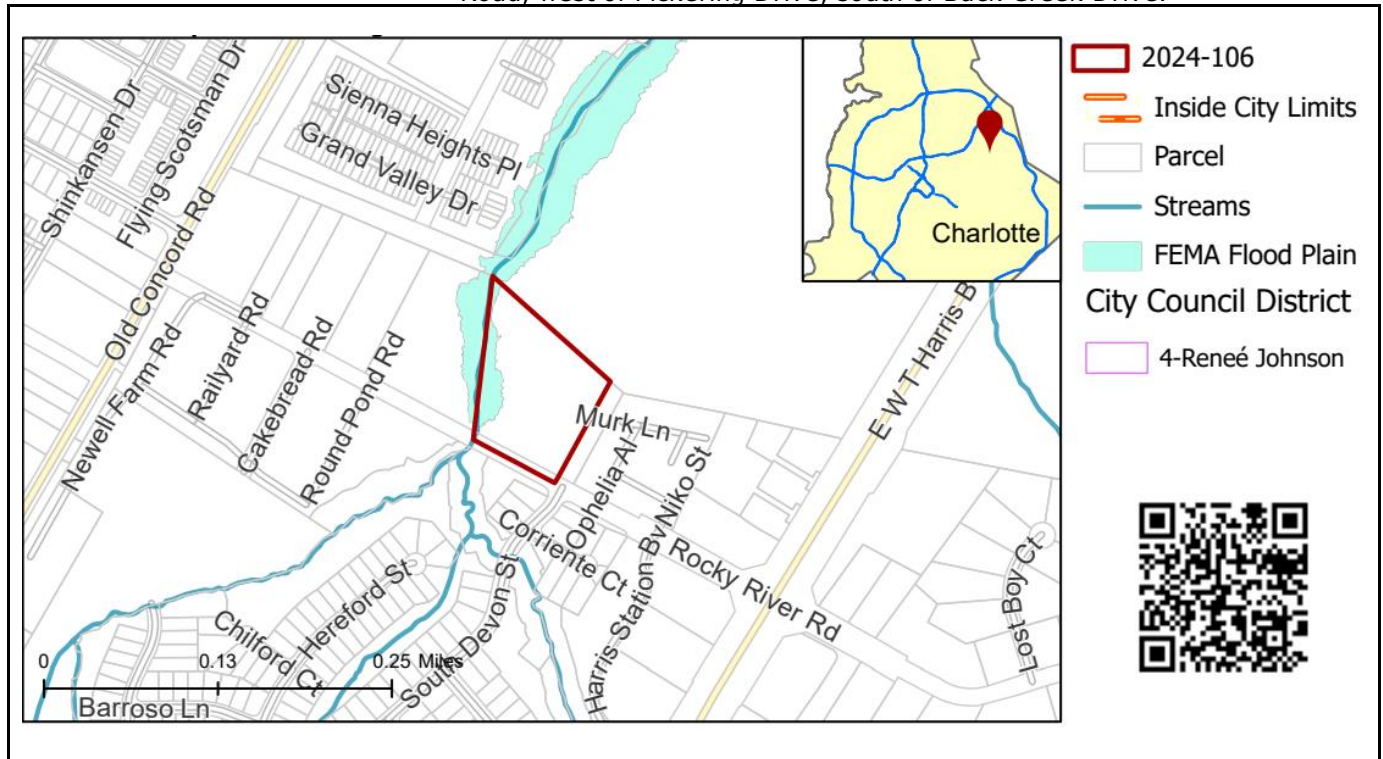 2024-106
Inside City Limits
Parcel
Streams
FEMA Flood Plain
City Council District
4-Reneé Johnson
Charlotte
Shinkansen Dr
Flying Scotsman Dr
Sienna Heights Pl
Grand Valley Dr
Old Concord Rd
Newell Farm Rd
Railyard Rd
Cakebread Rd
Round Pond Rd
Murk Ln
E W T Harris B
Ophelia Al
Niko St
Corriente Ct
Rocky River Rd
Harris Station Bv
Lost Boy Ct
Hereford St
Chilford Ct
South Devon St
Barroso Ln
0
0.13
0.25 Miles